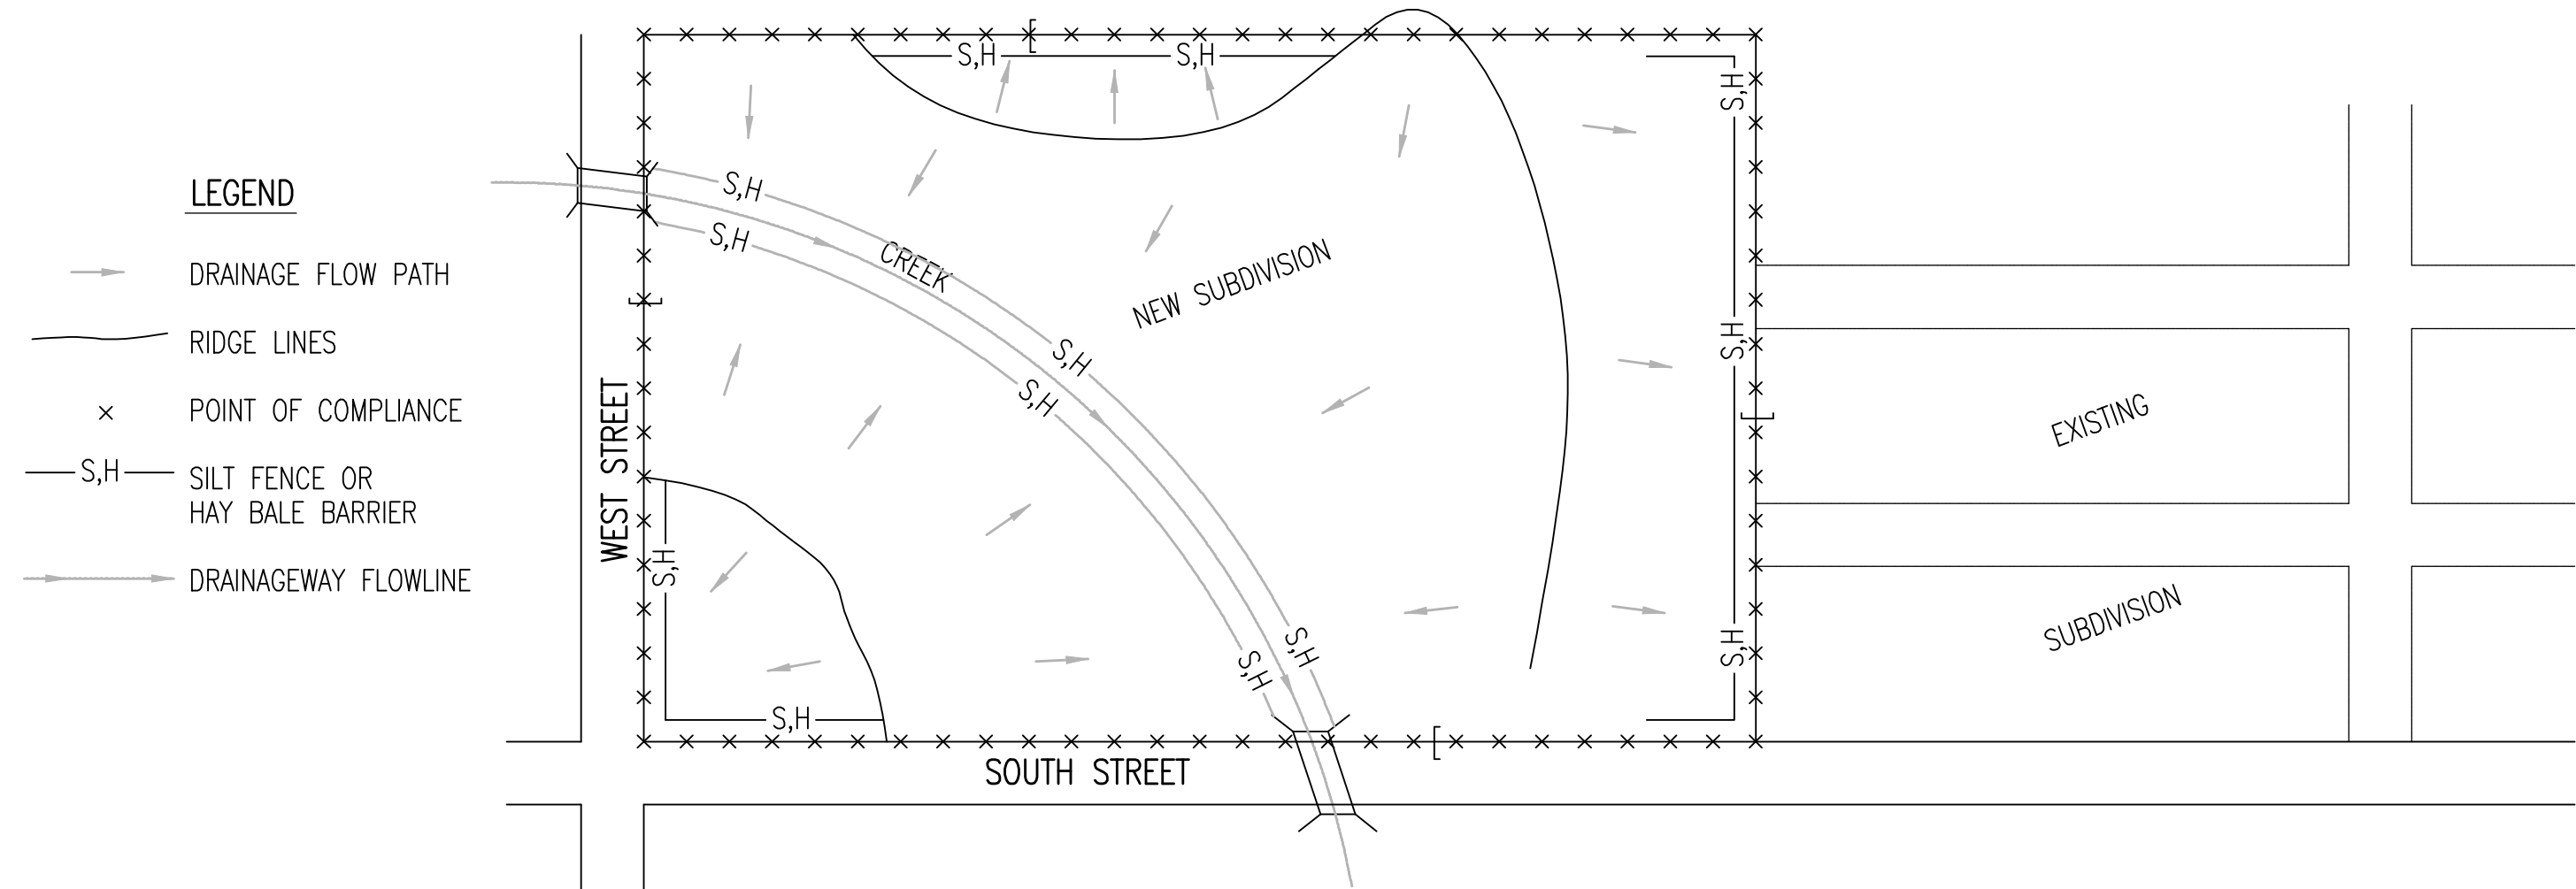 LEGEND
DRAINAGE FLOW PATH
RIDGE LINES
POINT OF COMPLIANCE
S,H
SILT FENCE OR
HAY BALE BARRIER
DRAINAGEWAY FLOWLINE
S,H
S,H
S,H
S,H
S,H
CREEK
NEW SUBDIVISION
S,H
S,H
S,H
WEST STREET
EXISTING
S,H
SUBDIVISION
S,H
S,H
S,H
S,H
SOUTH STREET